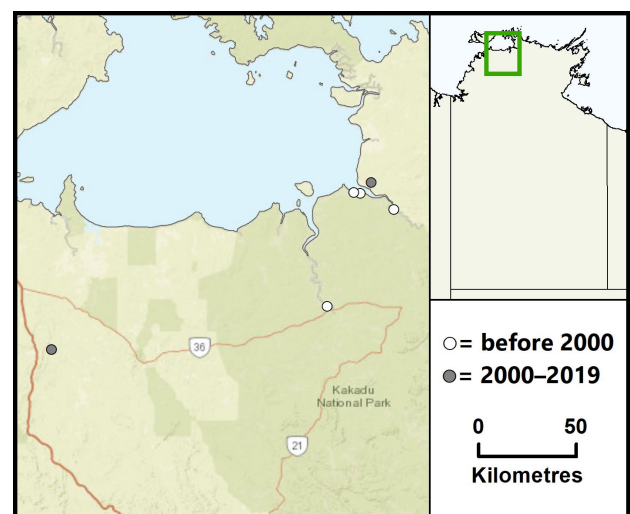 36
Kakadu
National Park
21
= before 2000
= 2000–2019
0 50
Kilometres